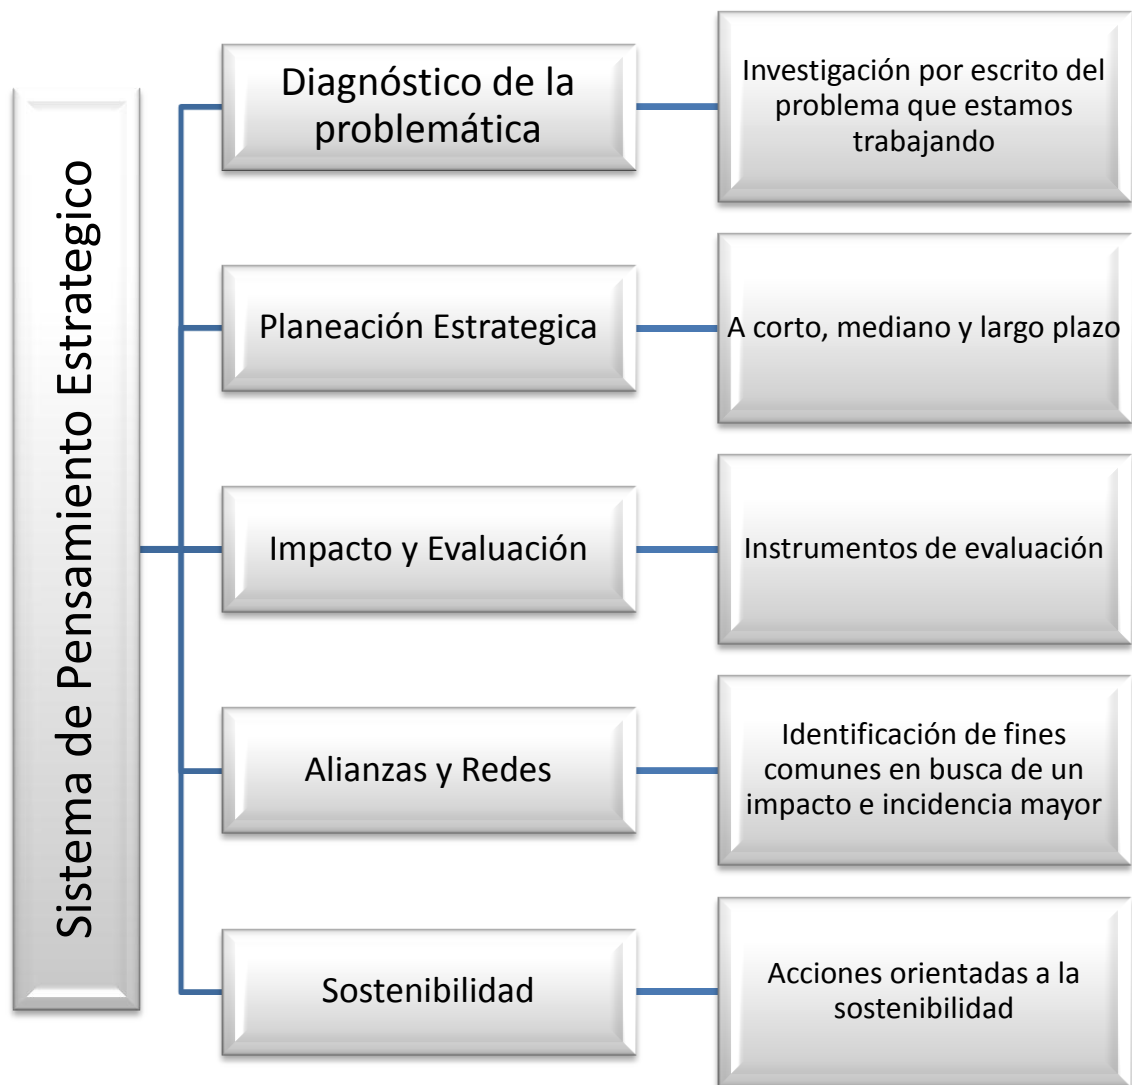 Sistema de Pensamiento Estrategico
Diagnóstico de la
problemática
Investigación por escrito del
problema que estamos
trabajando
Planeación Estrategica
A corto, mediano y largo plazo
Impacto y Evaluación
Instrumentos de evaluación
Alianzas y Redes
Identificación de fines
comunes en busca de un
impacto e incidencia mayor
Sostenibilidad
Acciones orientadas a la
sostenibilidad